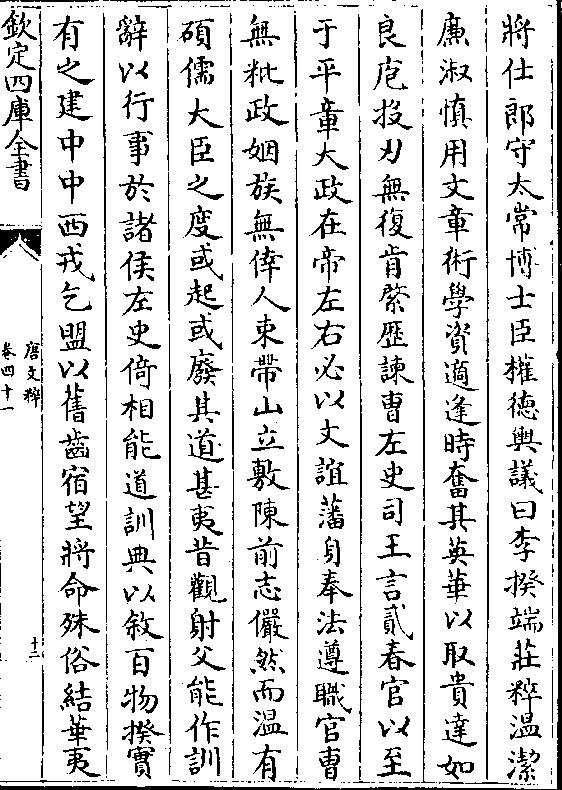 將仕郎守太常博士臣權德輿議曰李揆端莊粹温潔
廉淑慎用文章術學資適逢時奮其英華以取貴達如
良庖投刃無復肯綮歴諫曹左史司王言貳春官以至
于平章大政在帝左右必以文誼藩身奉法遵職官曹
無秕政姻族無倖人束帶山立敷陳前志儼然而温有
碩儒大臣之度或起或廢其道甚夷昔觀射父能作訓
辭以行事於諸侯左史倚相能道訓典以敘百物揆實
有之建中中西戎乞盟以舊齒宿望將命殊俗結華夷
欽定四庫全書
唐文粹
卷四十一
十二